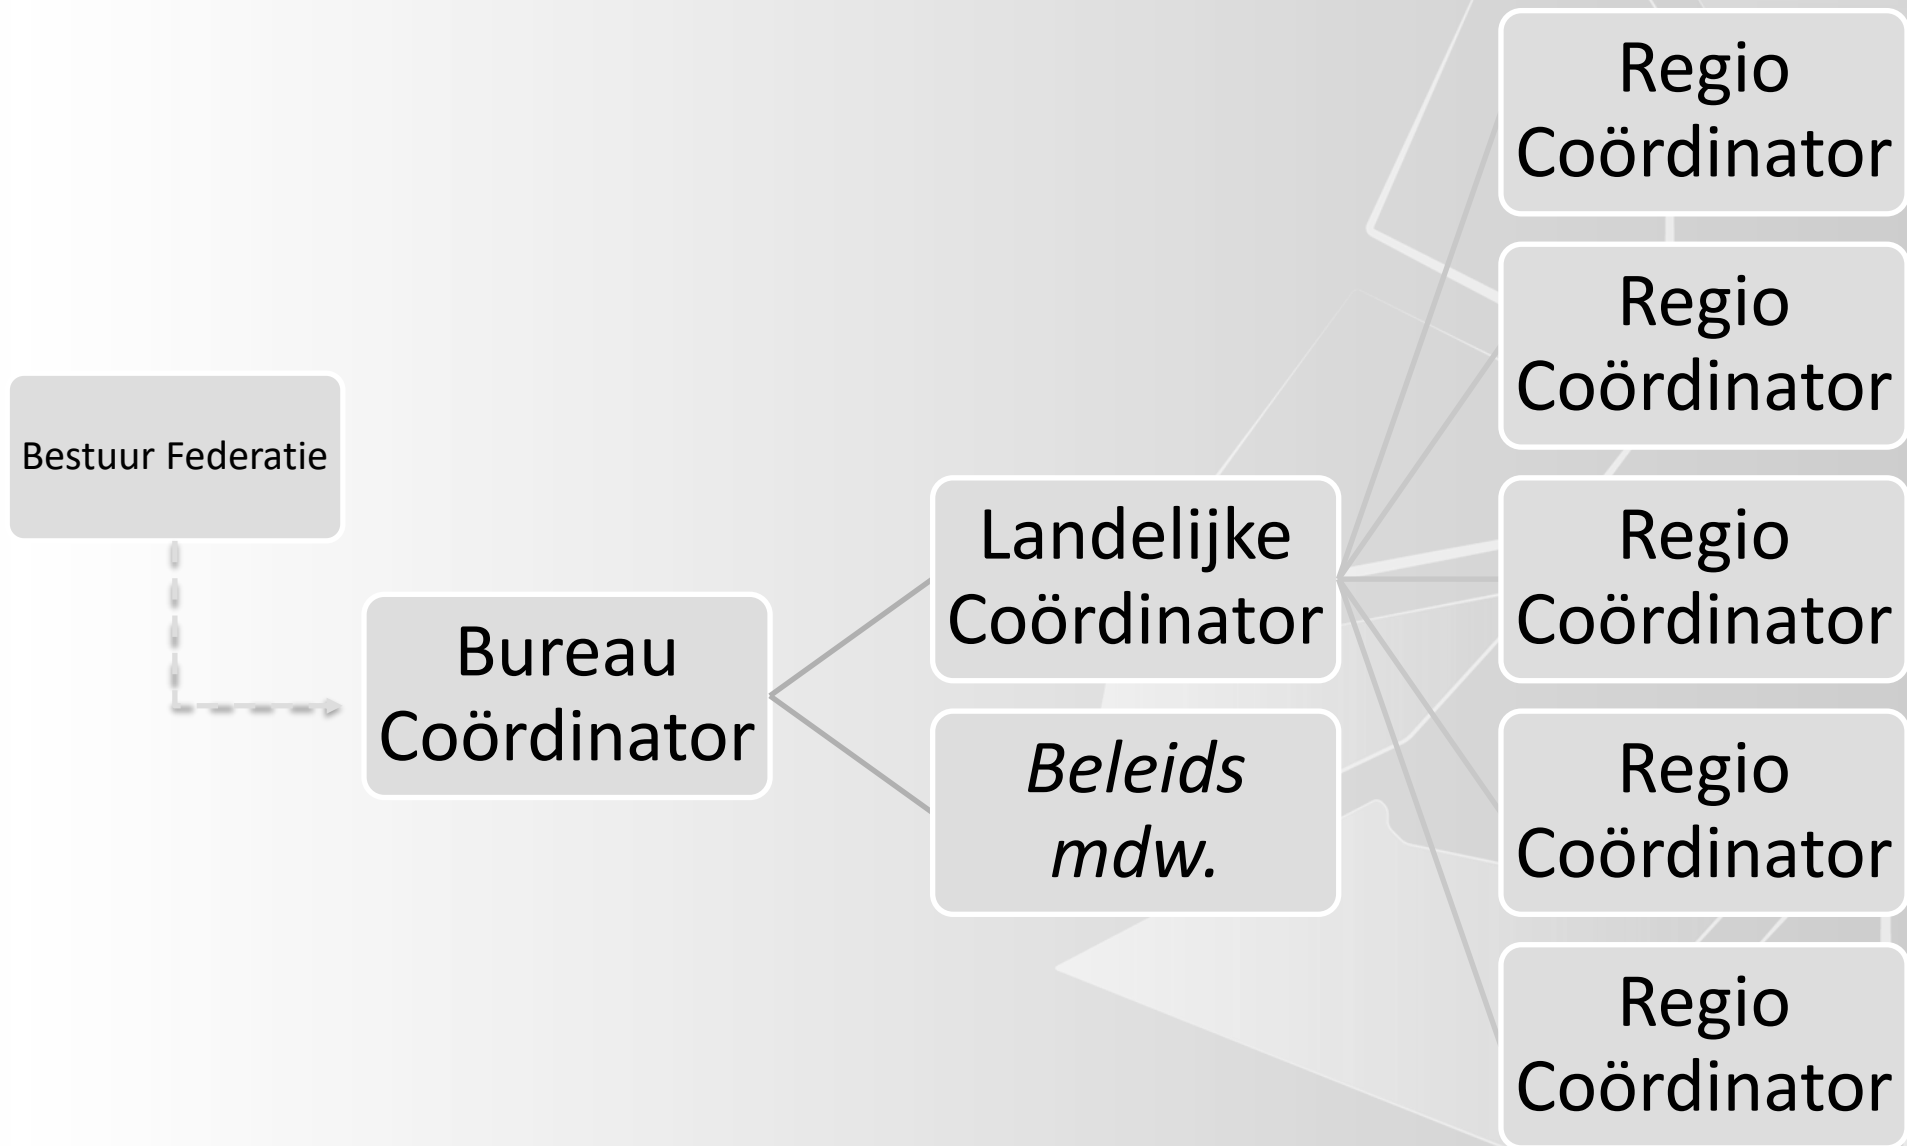 Bestuur Federatie
Bureau
Coördinator
Landelijke
Coördinator
Beleids
mdw.
Regio
Coördinator
Regio
Coördinator
Regio
Coördinator
Regio
Coördinator
Regio
Coördinator